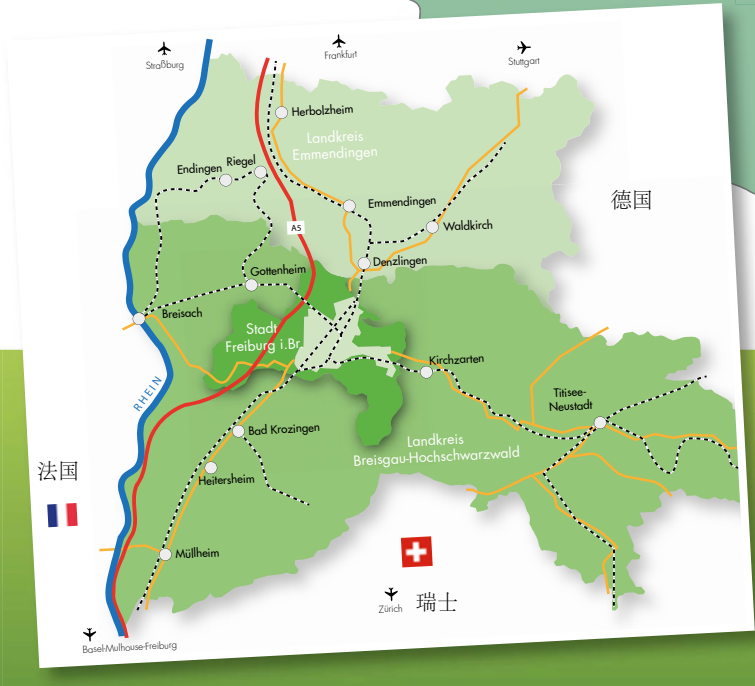 Straßburg
Frankfurt
Stuttgart
Herbolzheim
Landkreis
Emmendingen
Endingen
Riegel
Emmendingen
德国
A5
Waldkirch
Denzlingen
Gottenheim
Breisach
Stadt
Freiburg i.Br.
Kirchzarten
RHEIN
Titisee-
Neustadt
Bad Krozingen
Landkreis
Breisgau-Hochschwarzwald
法国
Heitersheim
Müllheim
Zürich
瑞士
Basel-Mulhouse-Freiburg